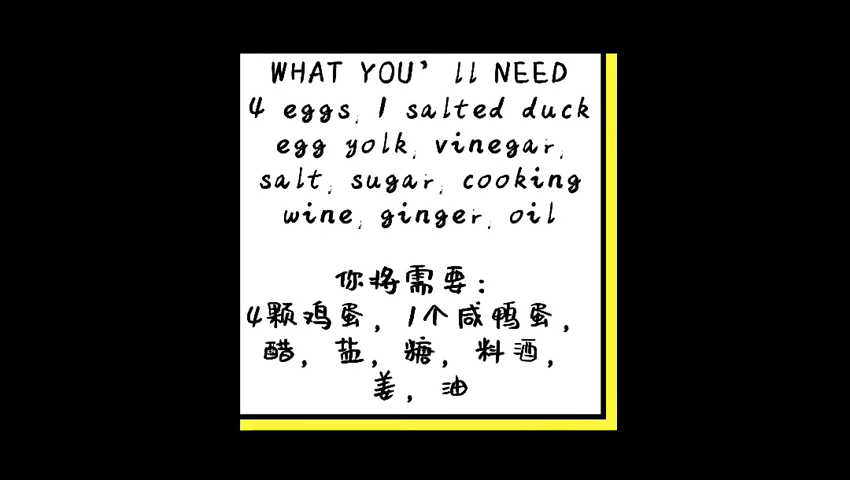 WHAT YOU'll NEED
4 eggs, 1 salted duck
egg yolk, vinegar,
salt, sugar, cooking
wine, ginger, oil
你将需要：
4颗鸡蛋，1个咸鸭蛋，
醋，盐，糖，料酒，
姜，油